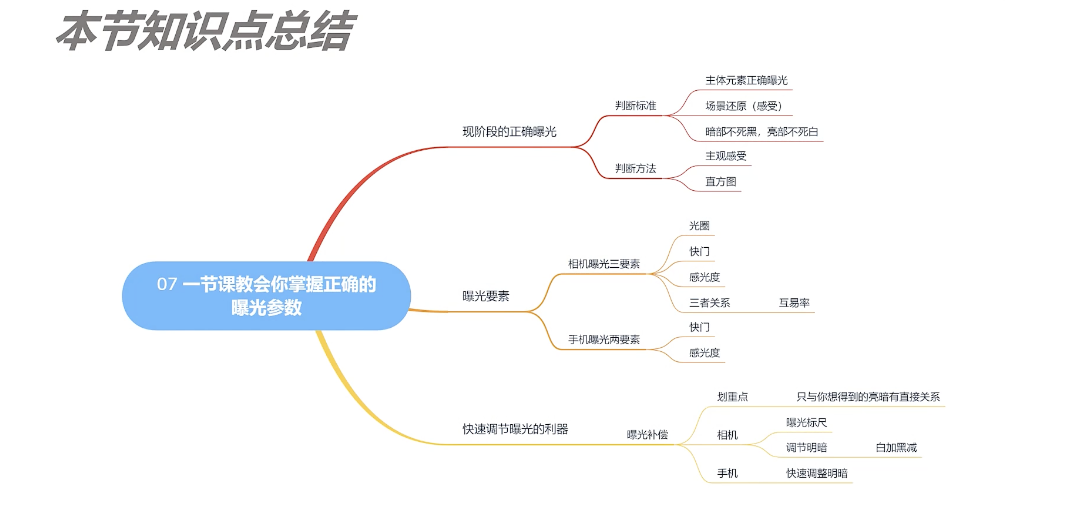 本节知识点总结
07 一节课教会你掌握正确的
曝光参数
现阶段的正确曝光
判断标准
主体元素正确曝光
场景还原（感受）
暗部不死黑，亮部不死白
判断方法
主观感受
直方图
曝光要素
相机曝光三要素
光圈
快门
感光度
三者关系
互易率
手机曝光两要素
快门
感光度
快速调节曝光的利器
曝光补偿
划重点
只与你想得到的亮暗有直接关系
相机
曝光标尺
调节明暗
白加黑减
手机
快速调整明暗